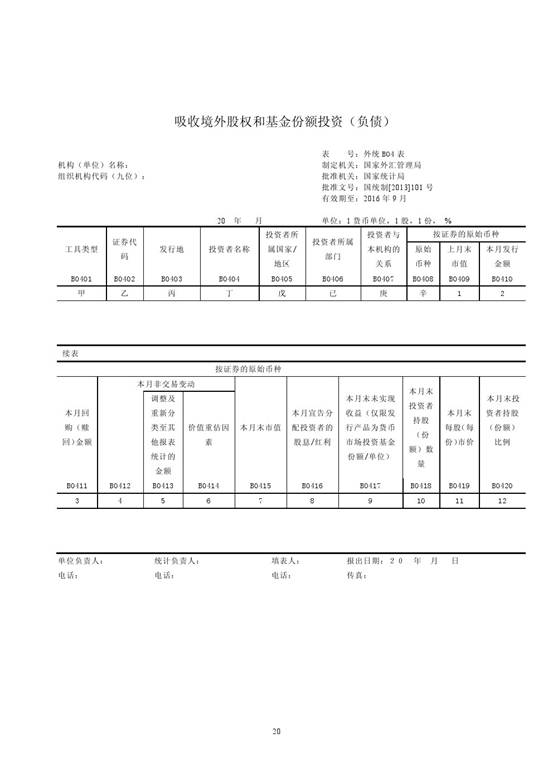 吸收境外股权和基金份额投资（负债）
表　　号：外统 B04 表
机构（单位）名称：　制定机关：国家外汇管理局
组织机构代码（九位）：　批准机关：国家统计局
批准文号：国统制[2013]101 号
有效期至：2016 年 9 月
20　年　月　单位：1 货币单位，1 股，1 份， %
投资者所　投资者与　按证券的原始币种
工具类型　证券代码　发行地　投资者名称　属国家/　投资者所属部门　本机构的　原始　上月末　本月发行
地区　关系　币种　市值　金额
B0401　B0402　B0403　B0404　B0405　B0406　B0407　B0408　B0409　B0410
甲　乙　丙　丁　戊　已　庚　辛　1　2
续表
按证券的原始币种
本月非交易变动
本月回购（赎回）金额　调整及重新分类至其他报表统计的金额　价值重估因素　本月末市值　本月宣告分配投资者的股息/红利　本月末未实现收益（仅限发行产品为货币市场投资基金份额/单位）　本月末投资者持股（份额）数量　本月末每股(每份)市价　本月末投资者持股（份额）比例
B0411　B0412　B0413　B0414　B0415　B0416　B0417　B0418　B0419　B0420
3　4　5　6　7　8　9　10　11　12
单位负责人：　统计负责人：　填表人：　报出日期：２０　年　月　日
电话：　电话：　电话：　传真：
20